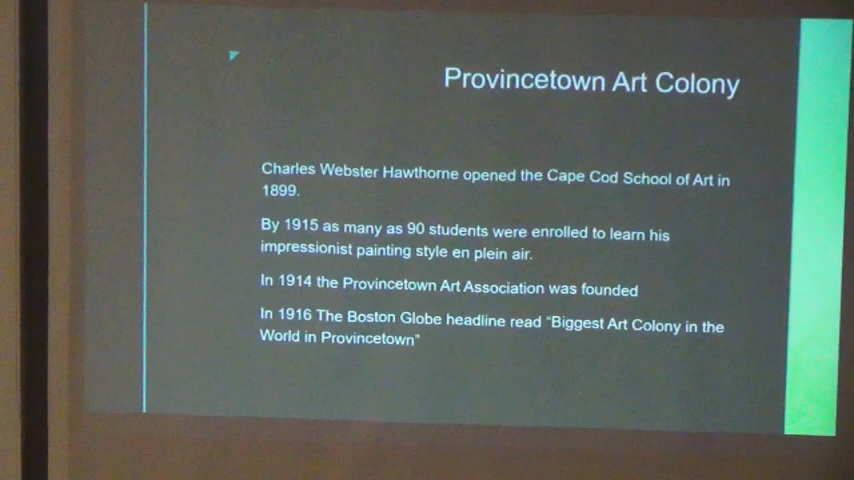 Provincetown Art Colony
Charles Webster Hawthorne opened the Cape Cod School of Art in
1899.
By 1915 as many as 90 students were enrolled to learn his
impressionist painting style en plein air.
In 1914 the Provincetown Art Association was founded
In 1916 The Boston Globe headline read “Biggest Art Colony in the
World in Provincetown”